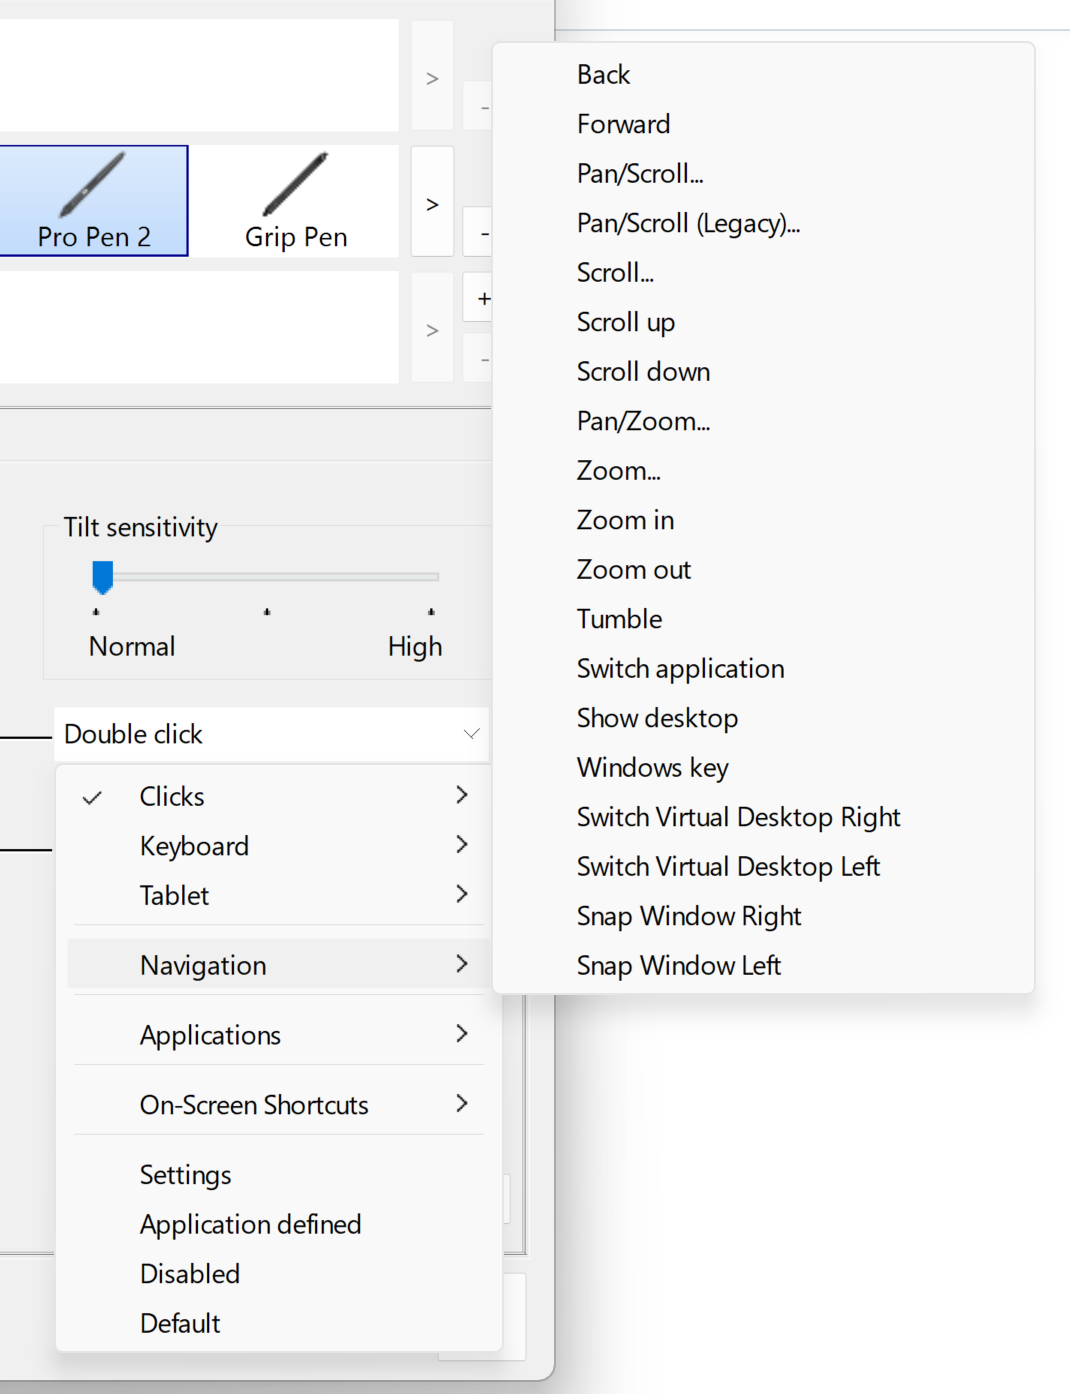 >
-
Pro Pen 2
Grip Pen
>
-
+
>
-
Tilt sensitivity
Normal
High
Double click
Clicks
Keyboard
Tablet
Navigation
Applications
On-Screen Shortcuts
Settings
Application defined
Disabled
Default
Back
Forward
Pan/Scroll...
Pan/Scroll (Legacy)...
Scroll...
Scroll up
Scroll down
Pan/Zoom...
Zoom...
Zoom in
Zoom out
Tumble
Switch application
Show desktop
Windows key
Switch Virtual Desktop Right
Switch Virtual Desktop Left
Snap Window Right
Snap Window Left